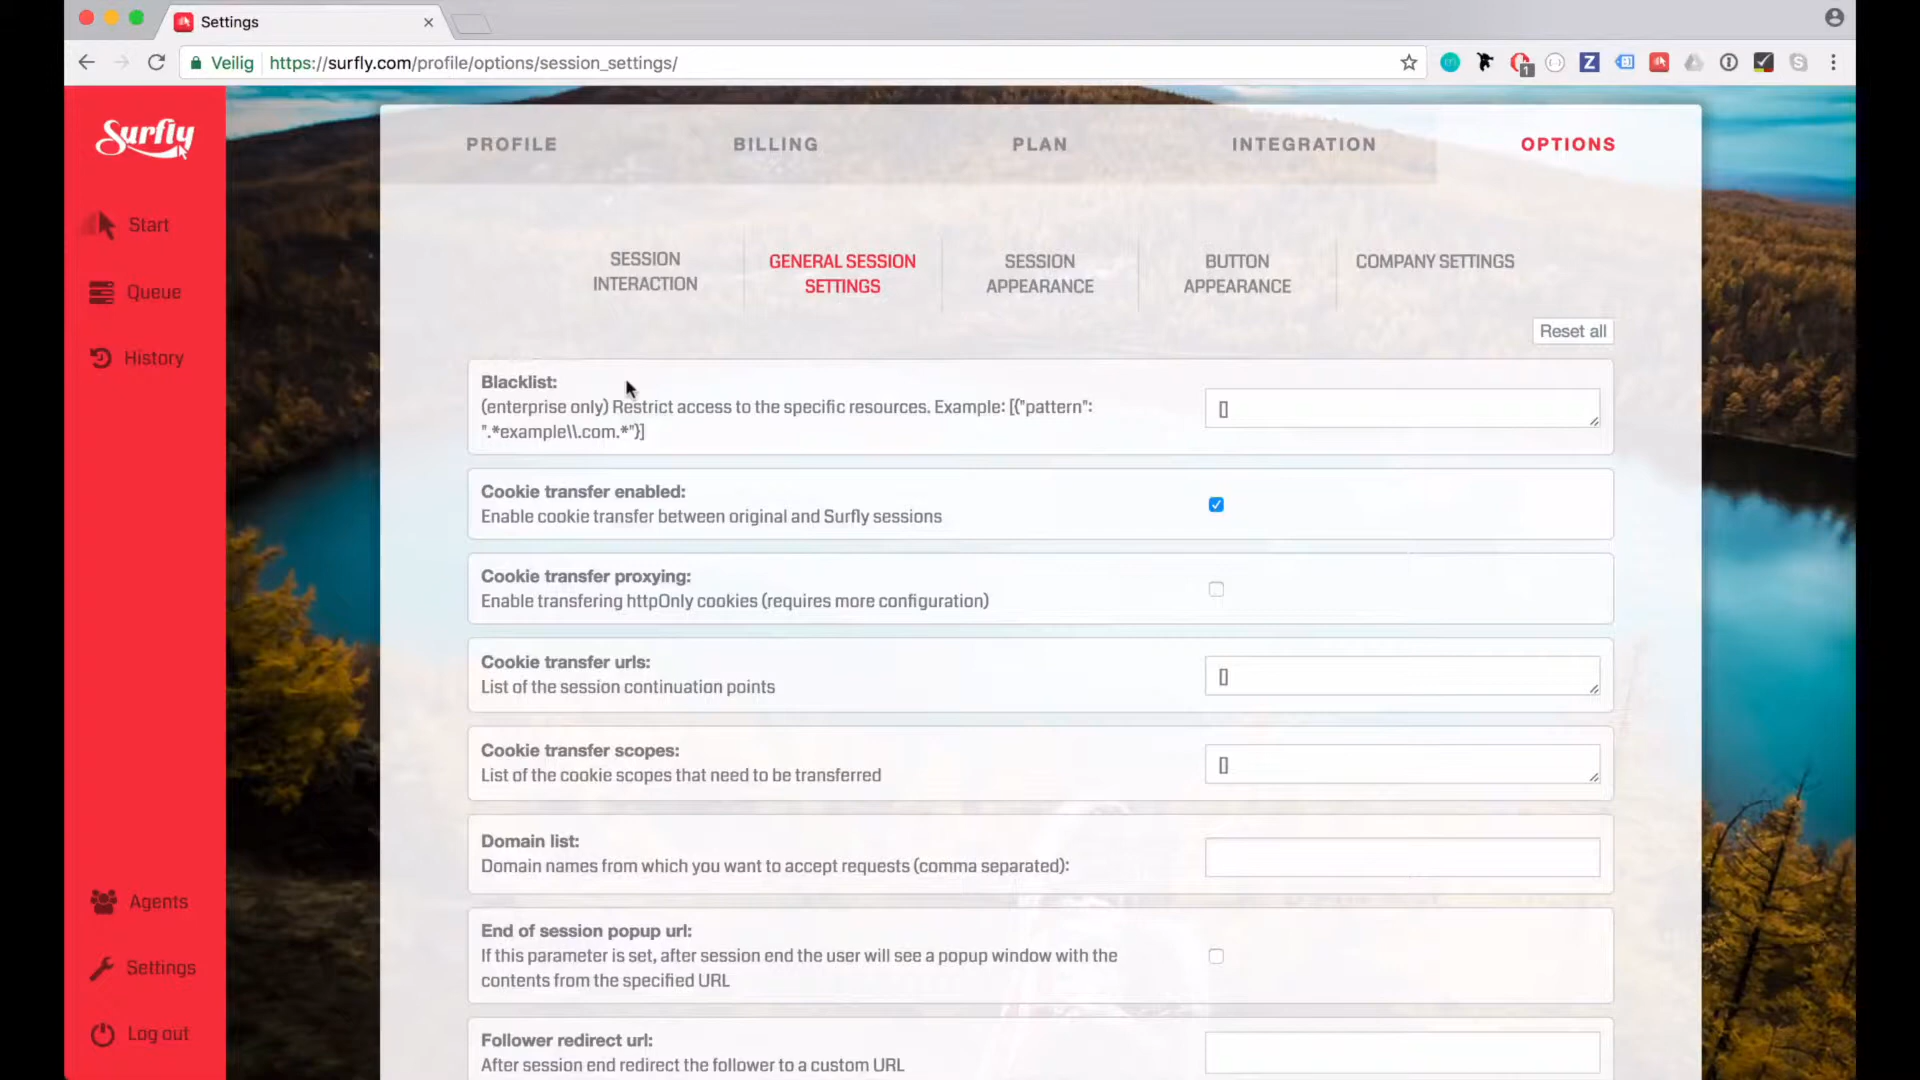 Settings
Veilig https://surfly.com/profile/options/session_settings/
1
Surfly
Start
Queue
History
Agents
Settings
Log out
PROFILE BILLING PLAN INTEGRATION OPTIONS
SESSION INTERACTION
GENERAL SESSION SETTINGS
SESSION APPEARANCE
BUTTON APPEARANCE
COMPANY SETTINGS
Reset all
Blacklist:
(enterprise only) Restrict access to the specific resources. Example: [{"pattern":
".*example\\.com.*"}]
[]
Cookie transfer enabled:
Enable cookie transfer between original and Surfly sessions
Cookie transfer proxying:
Enable transfering httpOnly cookies (requires more configuration)
Cookie transfer urls:
List of the session continuation points
[]
Cookie transfer scopes:
List of the cookie scopes that need to be transferred
[]
Domain list:
Domain names from which you want to accept requests (comma separated):
End of session popup url:
If this parameter is set, after session end the user will see a popup window with the
contents from the specified URL
Follower redirect url:
After session end redirect the follower to a custom URL